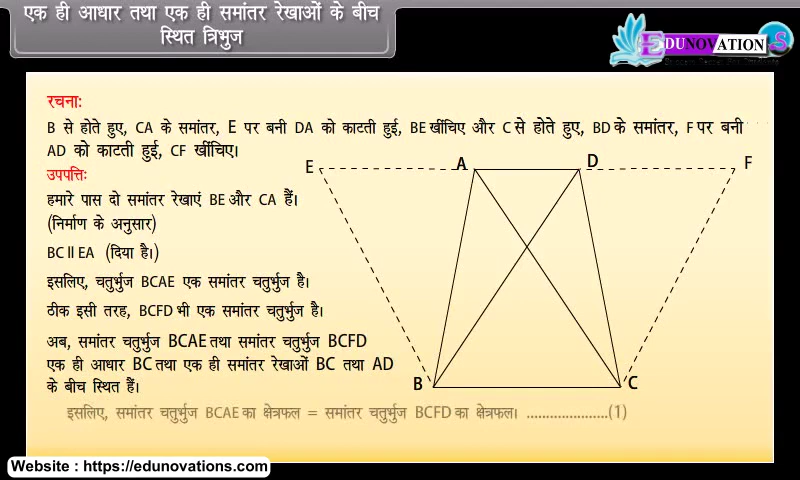 एक ही आधार तथा एक ही समांतर रेखाओं के बीच
स्थित त्रिभुज
EDUNOVATION S
रचना:
B से होते हुए, CA के समांतर, E पर बनी DA को काटती हुई, BE खींचिए और C से होते हुए, BD के समांतर, F पर बनी
AD को काटती हुई, CF खींचिए।
उपपत्ति:
हमारे पास दो समांतर रेखाएं BE और CA हैं।
(निर्माण के अनुसार)
BC ll EA (दिया है।)
इसलिए, चतुर्भुज BCAE एक समांतर चतुर्भुज है।
ठीक इसी तरह, BCFD भी एक समांतर चतुर्भुज है।
अब, समांतर चतुर्भुज BCAE तथा समांतर चतुर्भुज BCFD
एक ही आधार BC तथा एक ही समांतर रेखाओं BC तथा AD
के बीच स्थित हैं।
इसलिए, समांतर चतुर्भुज BCAE का क्षेत्रफल = समांतर चतुर्भुज BCFD का क्षेत्रफल। .....................(1)
E
A
D
F
B
C
Website : https://edunovations.com